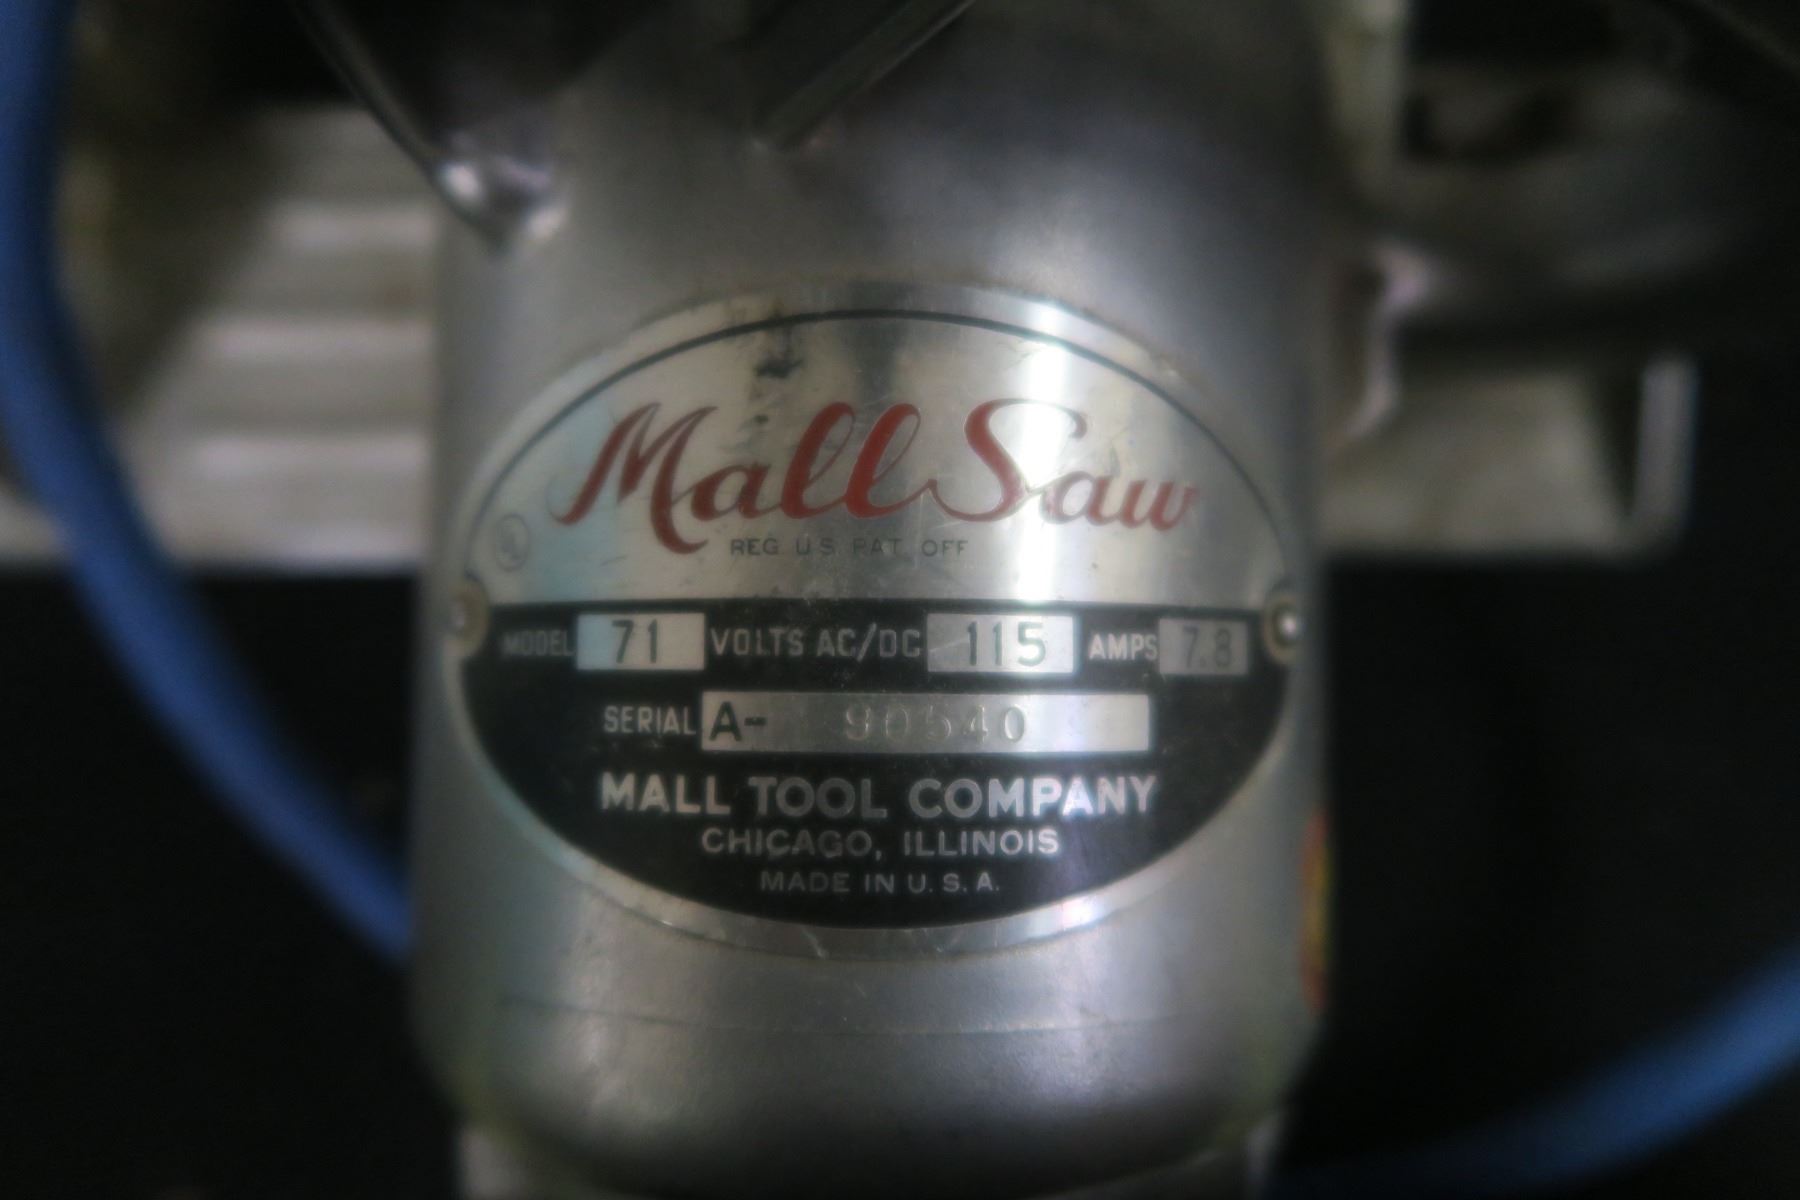 Mall Saw
REG. U.S. PAT. OFF
UL
MODEL 71 VOLTS AC/DC 115 AMPS 7.8
SERIAL A- 90540
MALL TOOL COMPANY
CHICAGO, ILLINOIS
MADE IN U.S.A.